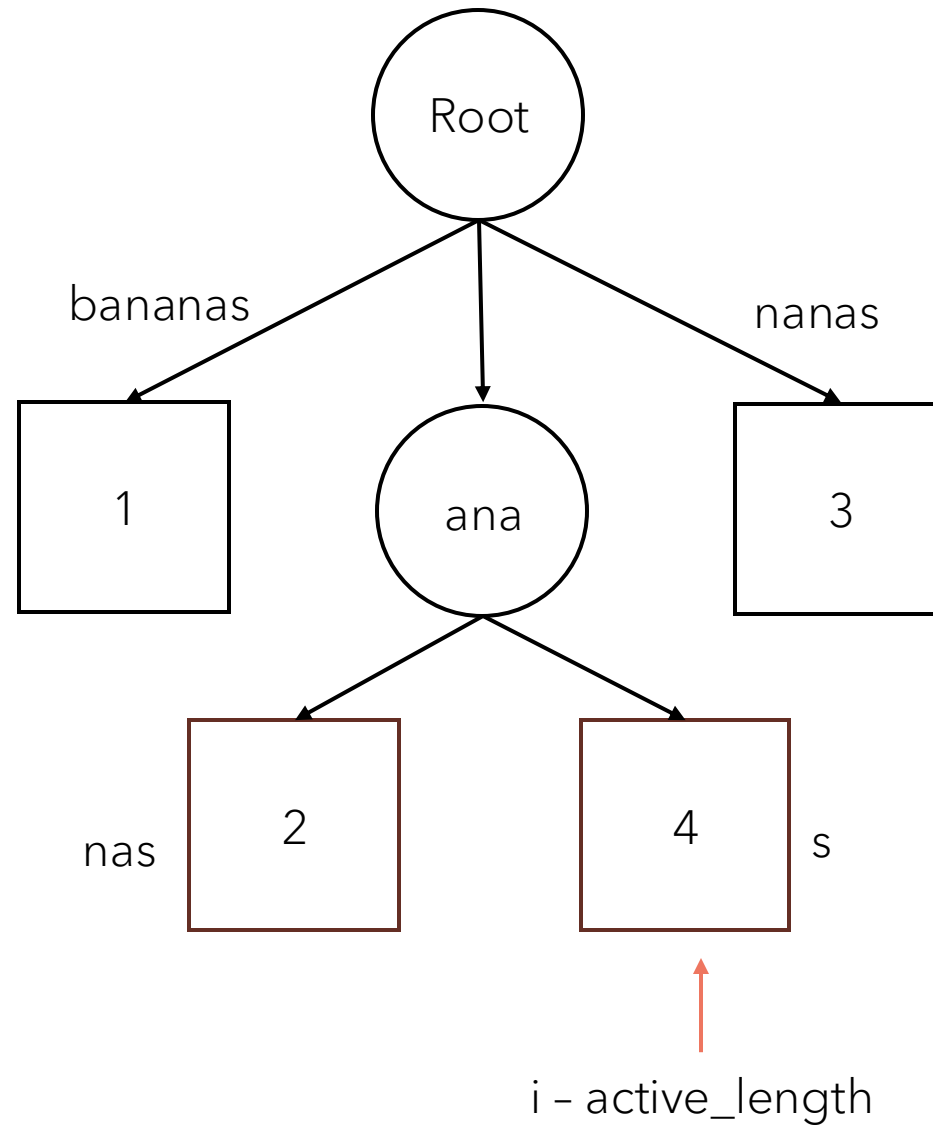 Root
bananas
nanas
1
ana
3
nas
2
4
s
i – active_length